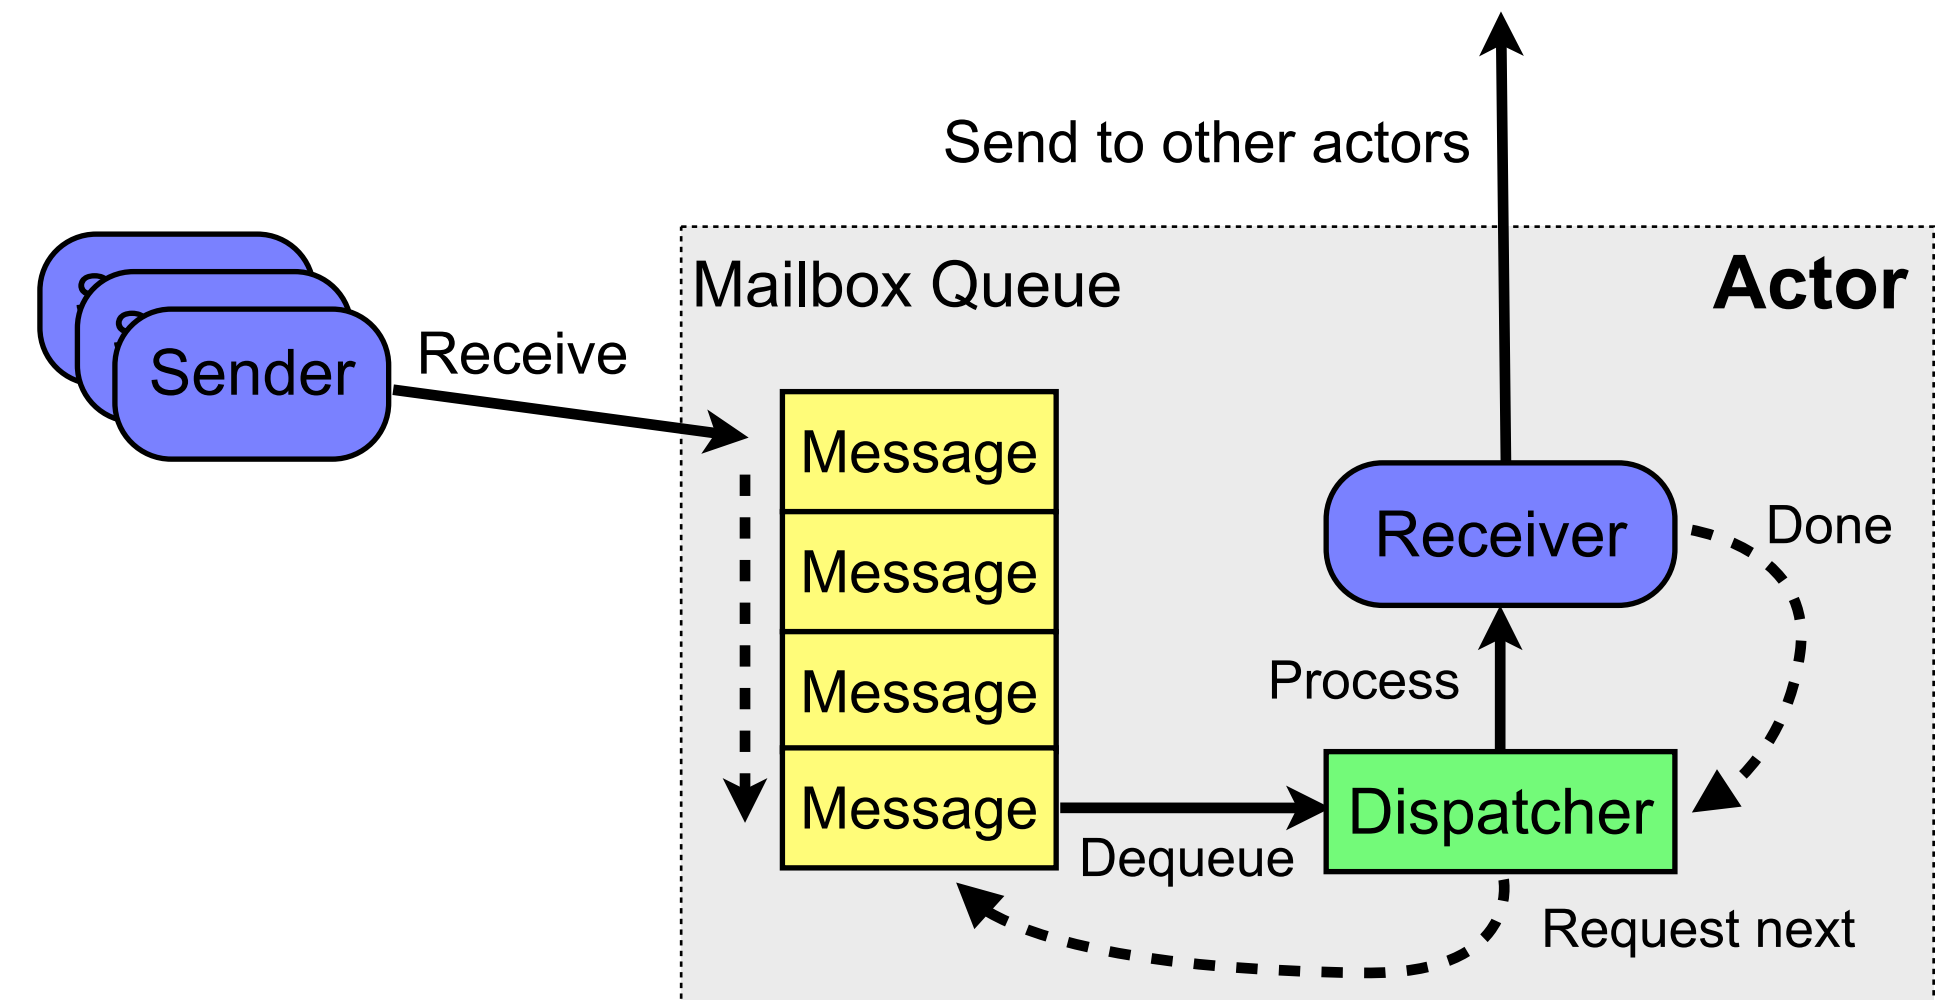 Send to other actors
Mailbox Queue
Actor
Sender
Receive
Message
Message
Message
Message
Receiver
Done
Process
Dispatcher
Dequeue
Request next